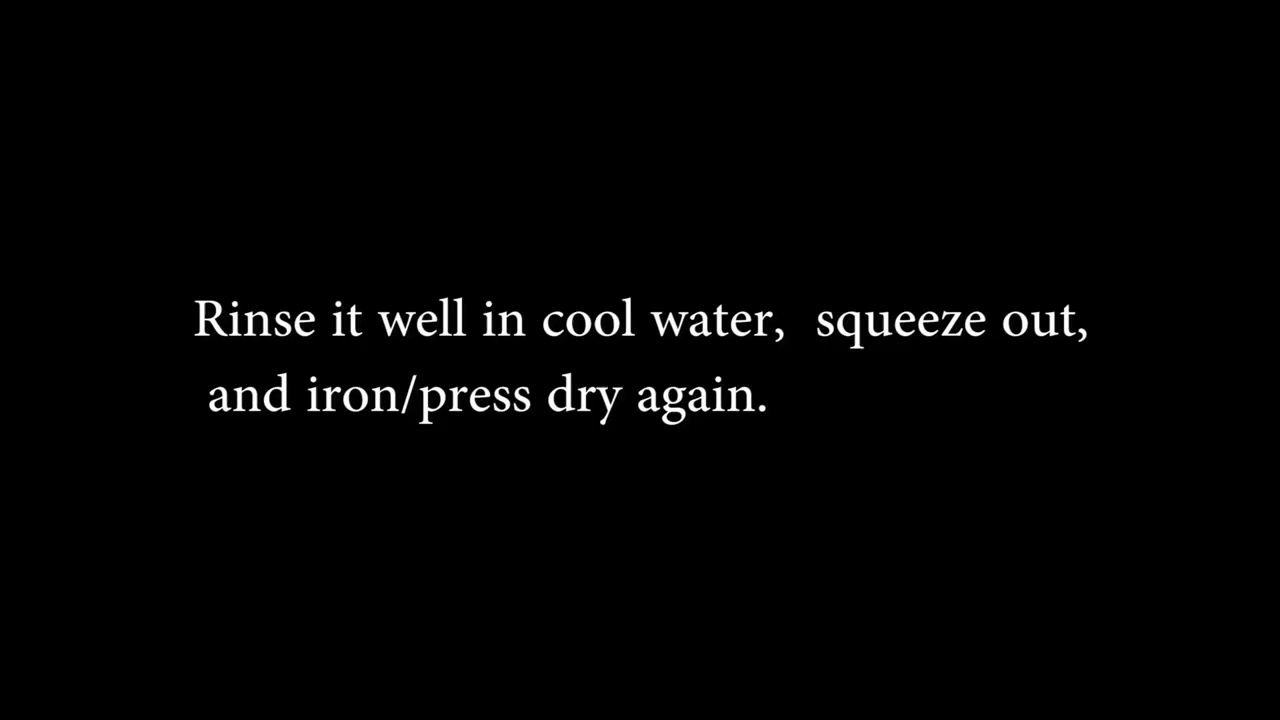 Rinse it well in cool water,  squeeze out,
and iron/press dry again.